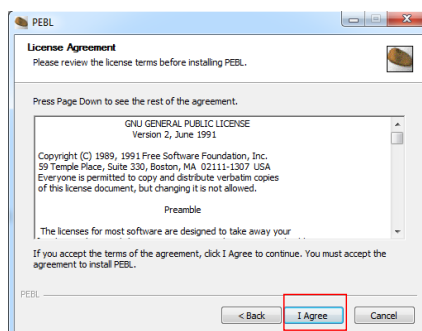 PEBL
License Agreement
Please review the license terms before installing PEBL.
Press Page Down to see the rest of the agreement.
GNU GENERAL PUBLIC LICENSE
Version 2, June 1991
Copyright (C) 1989, 1991 Free Software Foundation, Inc.
59 Temple Place, Suite 330, Boston, MA  02111-1307  USA
Everyone is permitted to copy and distribute verbatim copies
of this license document, but changing it is not allowed.
Preamble
The licenses for most software are designed to take away your
If you accept the terms of the agreement, click I Agree to continue. You must accept the
agreement to install PEBL.
PEBL
< Back
I Agree
Cancel